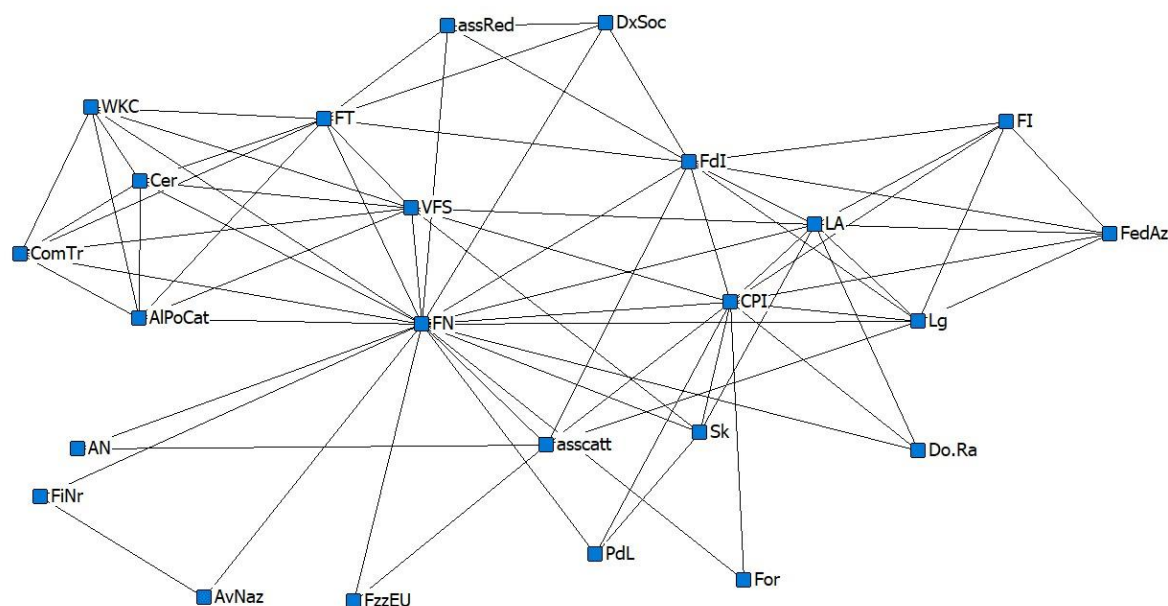 assRed
DxSoc
WKC
FT
FI
FdI
Cer
VFS
LA
FedAz
ComTr
CPI
AlPoCat
FN
Lg
Sk
AN
asscatt
Do.Ra
FiNr
PdL
For
AvNaz
FzzEU